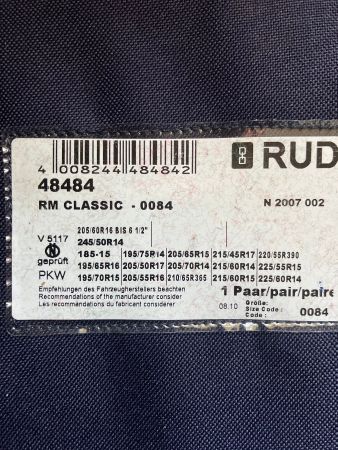 4 008244 484842
RUD
48484
RM CLASSIC - 0084
N 2007 002
205/60R16 BIS 6 1/2"
V 5117 245/50R14
N 185-15 195/75R14 205/65R15 215/45R17 220/55R390
geprüft 195/65R16 205/50R17 205/70R14 215/60R14 225/55R15
PKW 195/70R15 205/55R16 210/65R365 215/60R15 225/60R14
Empfehlungen des Fahrzeugherstellers beachten
Recommendations of the manufacturer consider
Les recommandations du fabricant considérer
1 Paar/pair/paire
08.10 Größe:
Size Code:
Code: 0084